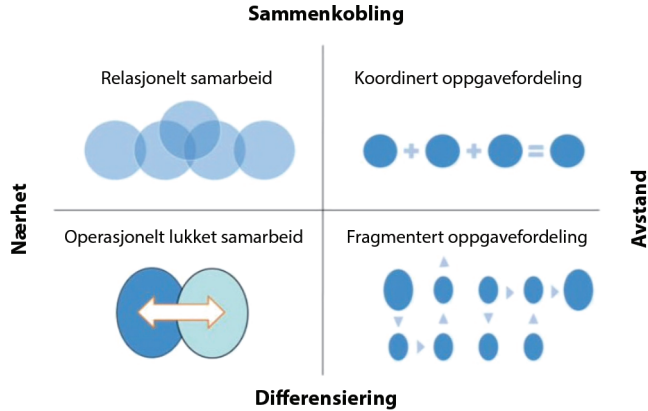 Sammenkobling
Relasjonelt samarbeid
Koordinert oppgavefordeling
Nærhet
Avstand
Operasjonelt lukket samarbeid
Fragmentert oppgavefordeling
Differensiering